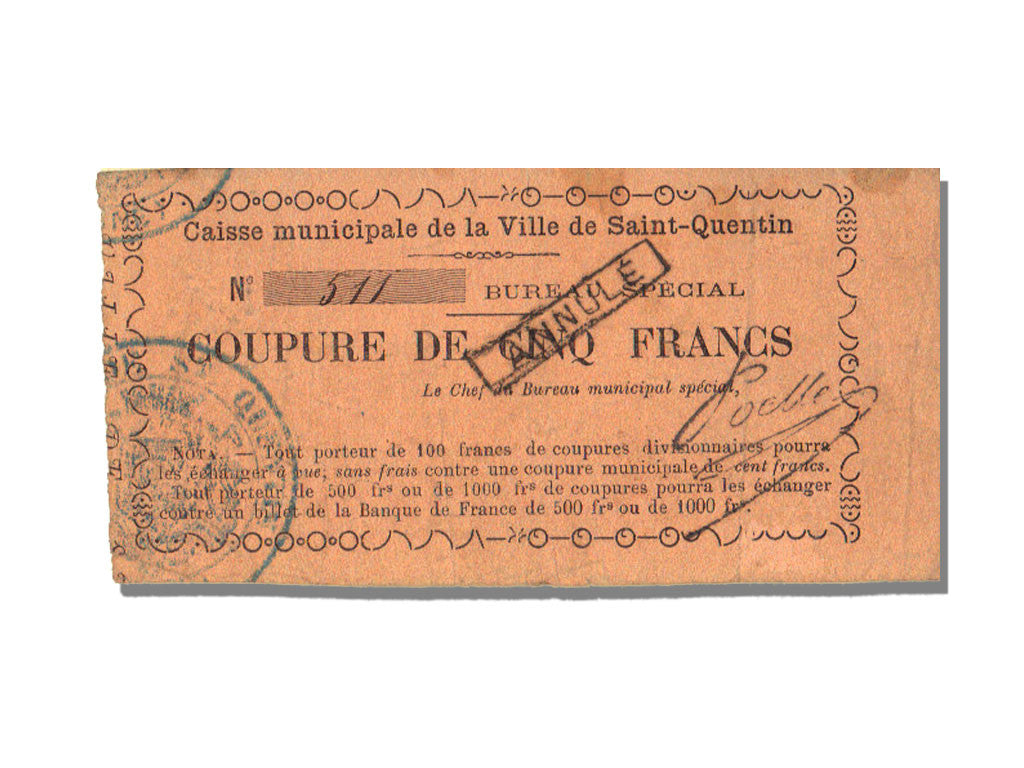 Caisse municipale de la Ville de Saint-Quentin
N° 511 BUREAU SPÉCIAL
ANNULÉ
COUPURE DE CINQ FRANCS
Le Chef du Bureau municipal spécial,
NOTA. — Tout porteur de 100 francs de coupures divisionnaires pourra
les échanger à vue, sans frais contre une coupure municipale de cent francs.
Tout porteur de 500 frs ou de 1000 frs de coupures pourra les échanger
contre un billet de la Banque de France de 500 frs ou de 1000 frs.